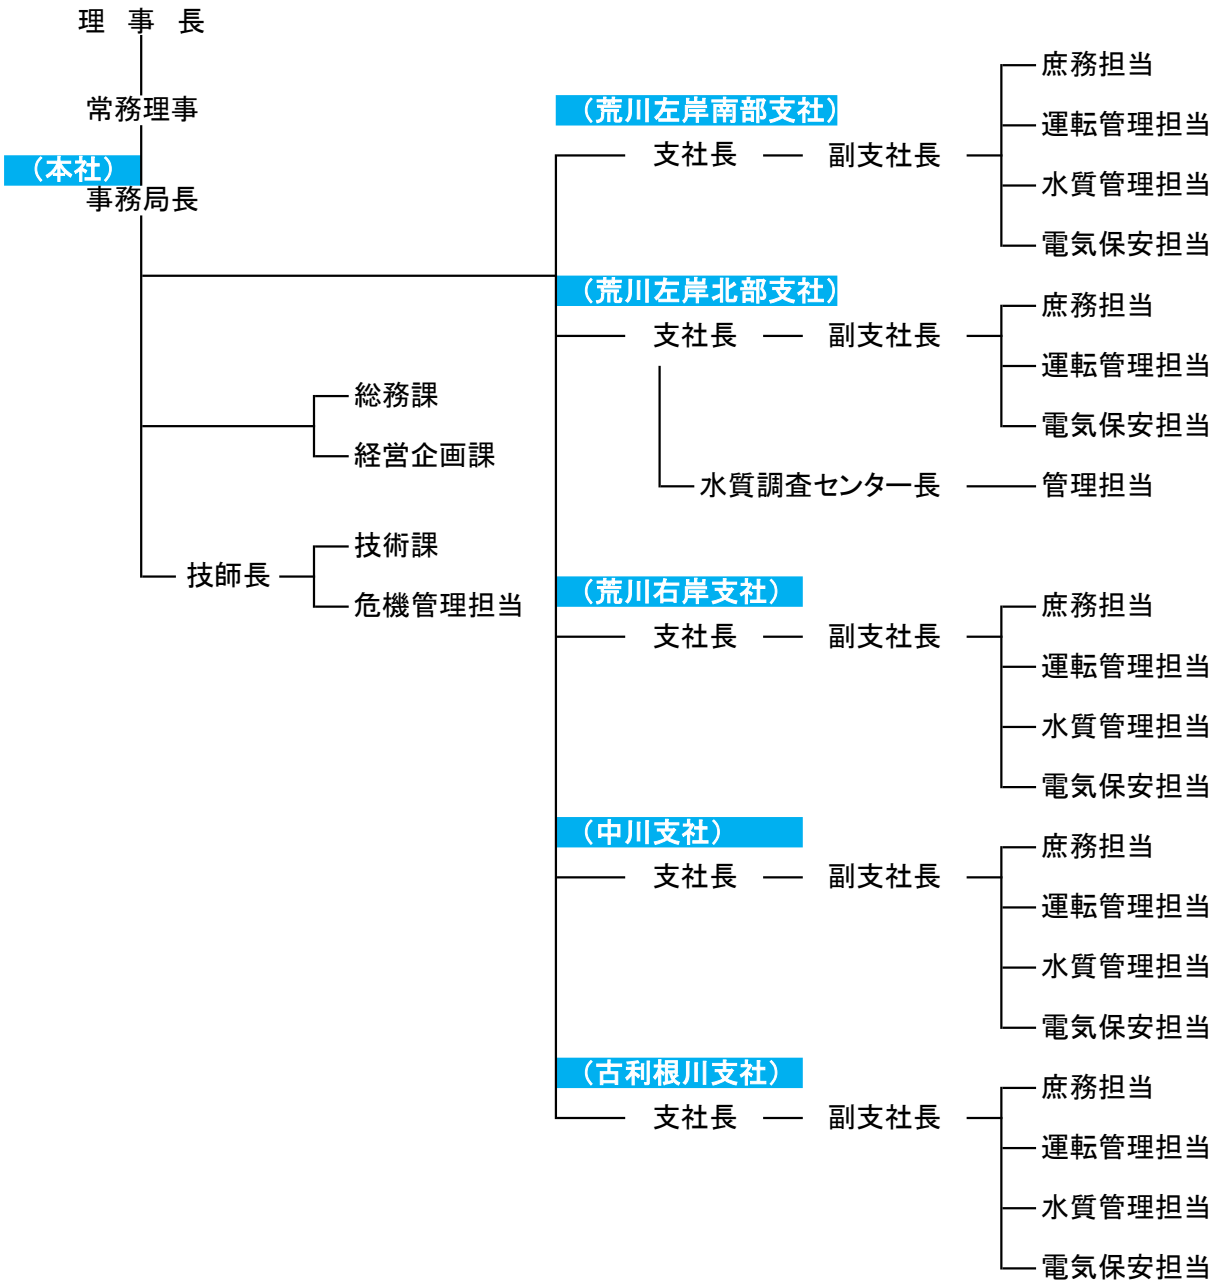 理　事　長
常務理事
（本社）
事務局長
総務課
経営企画課
技師長
技術課
危機管理担当
（荒川左岸南部支社）
支社長
副支社長
庶務担当
運転管理担当
水質管理担当
電気保安担当
（荒川左岸北部支社）
支社長
副支社長
庶務担当
運転管理担当
電気保安担当
水質調査センター長
管理担当
（荒川右岸支社）
支社長
副支社長
庶務担当
運転管理担当
水質管理担当
電気保安担当
（中川支社）
支社長
副支社長
庶務担当
運転管理担当
水質管理担当
電気保安担当
（古利根川支社）
支社長
副支社長
庶務担当
運転管理担当
水質管理担当
電気保安担当